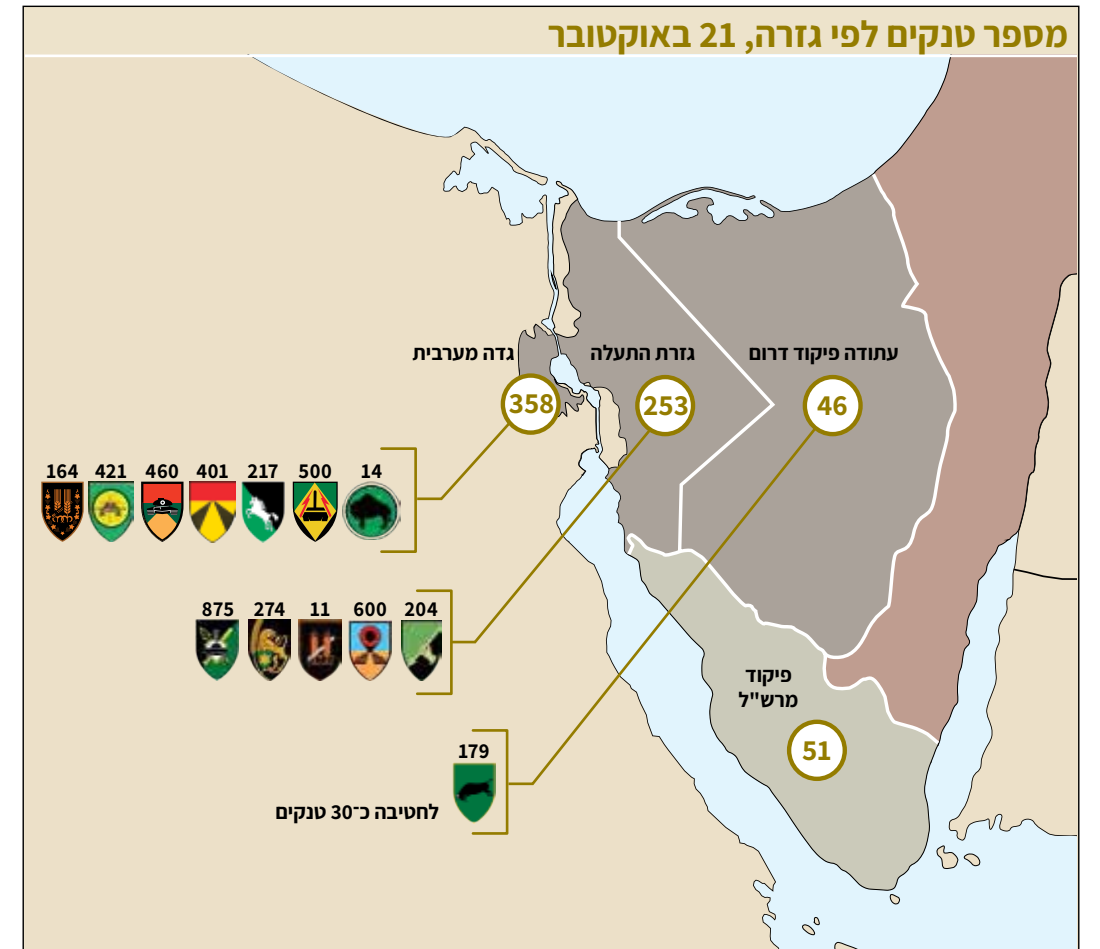 מספר טנקים לפי גזרה, 21 באוקטובר
עתודה פיקוד דרום
גזרת התעלה
גדה מערבית
46
253
358
14
500
217
401
460
421
164
204
600
11
274
875
פיקוד
מרש"ל
51
179
לחטיבה כ־30 טנקים